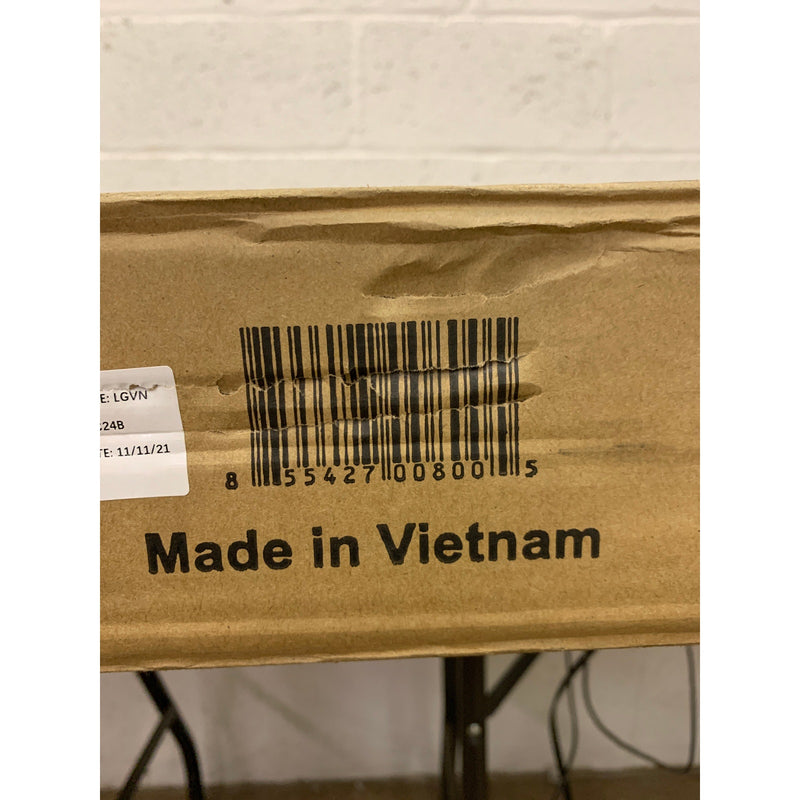 E: LGVN
24B
TE: 11/11/21
8 55427 00800 5
Made in Vietnam